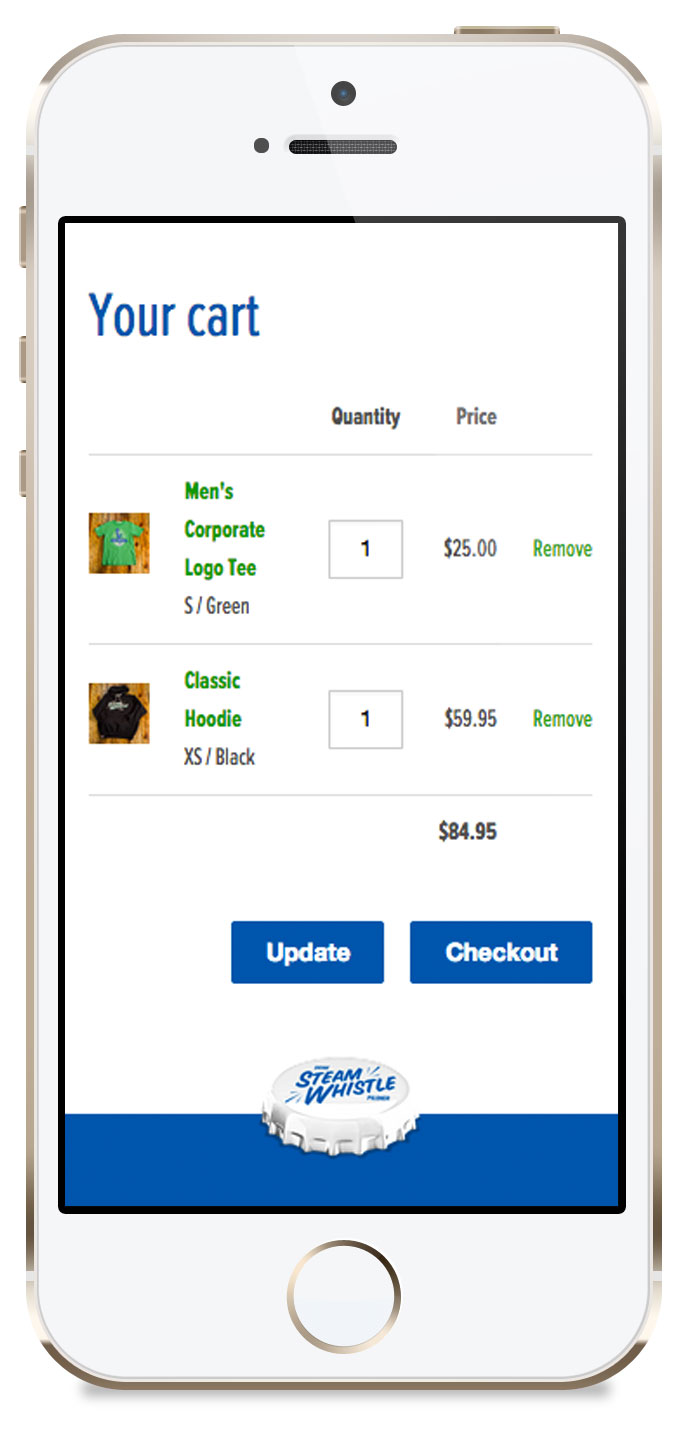 Your cart
Quantity Price
Men's
Corporate
Logo Tee
S / Green
1 $25.00 Remove
Classic
Hoodie
XS / Black
1 $59.95 Remove
$84.95
Update Checkout
STEAM
WHISTLE
PILSNER